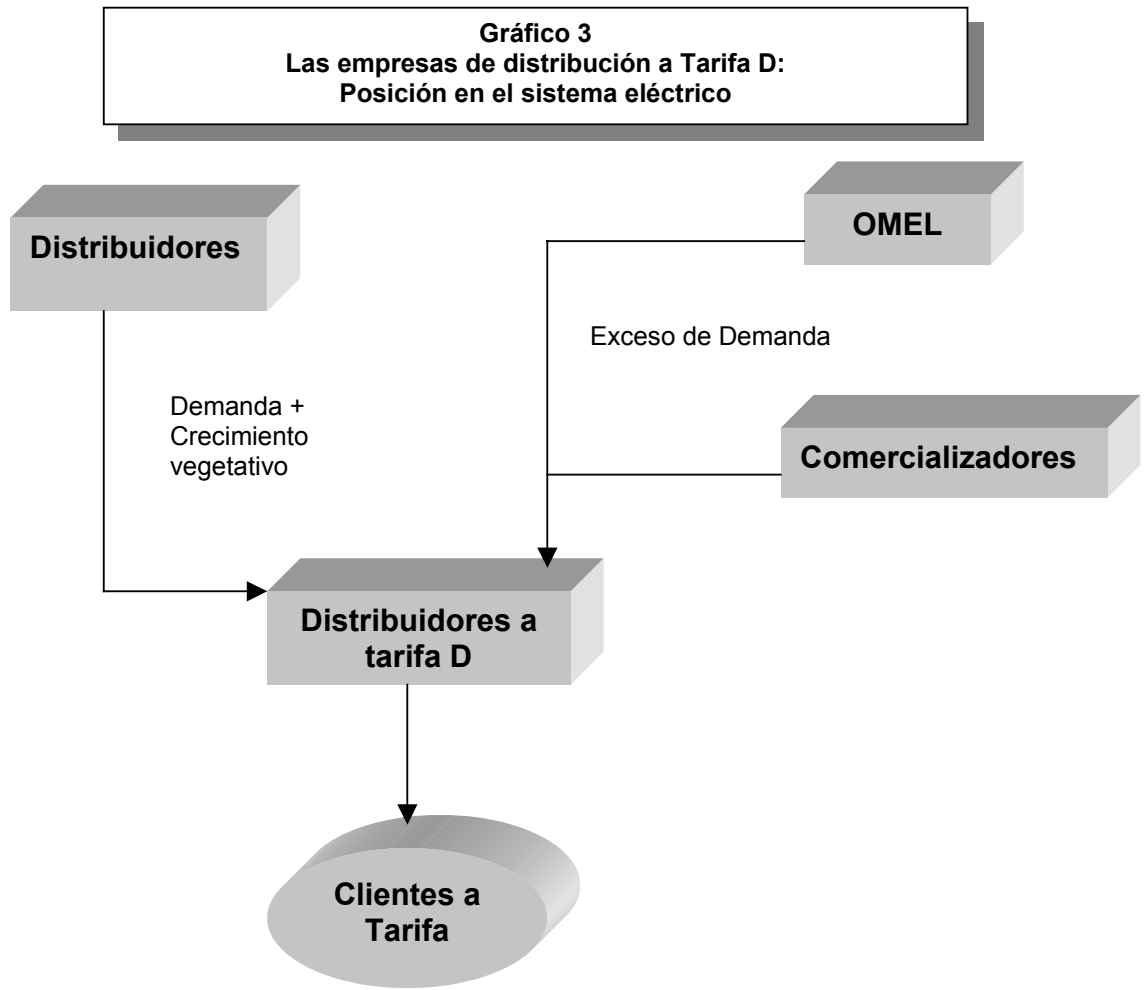 Gráfico 3
Las empresas de distribución a Tarifa D:
Posición en el sistema eléctrico
Distribuidores
OMEL
Exceso de Demanda
Demanda +
Crecimiento
vegetativo
Comercializadores
Distribuidores a
tarifa D
Clientes a
Tarifa